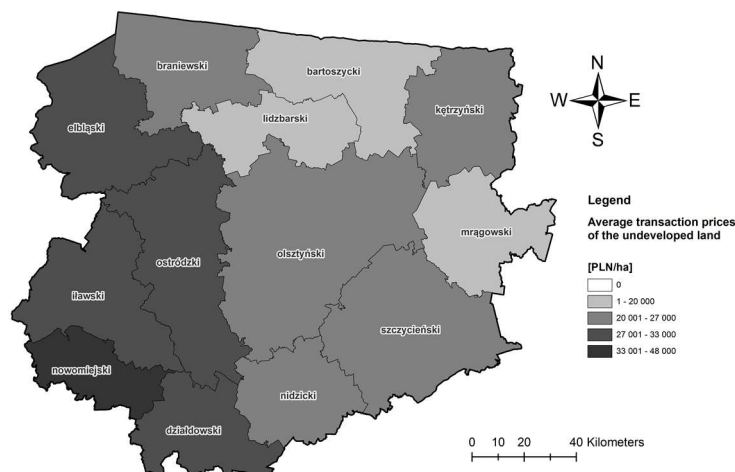 braniewski
bartoszycki
kętrzyński
elbląski
lidzbarski
mrągowski
olsztyński
ostródzki
iławski
szczycieński
nowomiejski
nidzicki
działdowski
N
W E
S
Legend
Average transaction prices
of the undeveloped land
[PLN/ha]
0
1 - 20 000
20 001 - 27 000
27 001 - 33 000
33 001 - 48 000
0 10 20 40 Kilometers